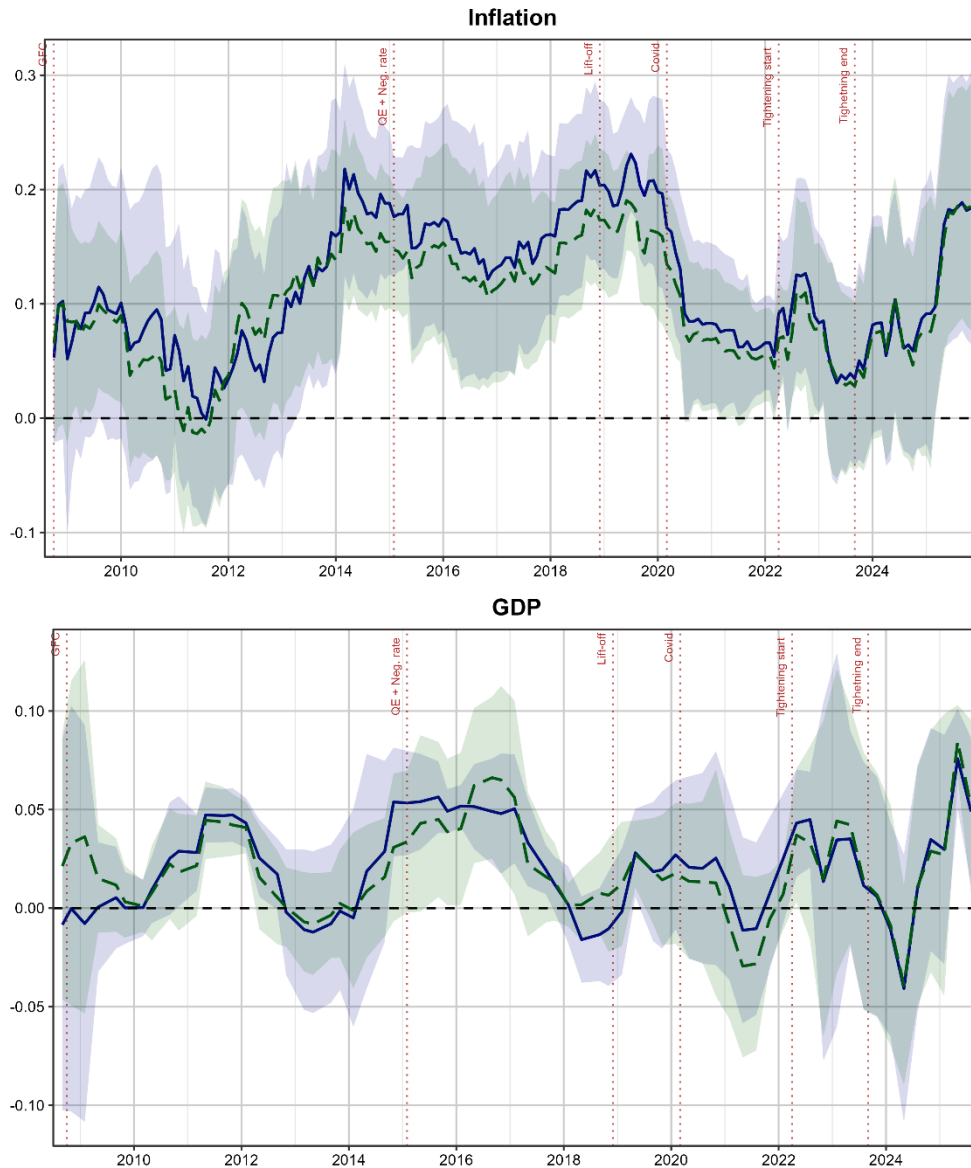 Inflation
GFC
QE + Neg. rate
Lift-off
Covid
Tightening start
Tighetning end
0.3
0.2
0.1
0.0
-0.1
2010 2012 2014 2016 2018 2020 2022 2024
GDP
GFC
QE + Neg. rate
Lift-off
Covid
Tightening start
Tighetning end
0.10
0.05
0.00
-0.05
-0.10
2010 2012 2014 2016 2018 2020 2022 2024